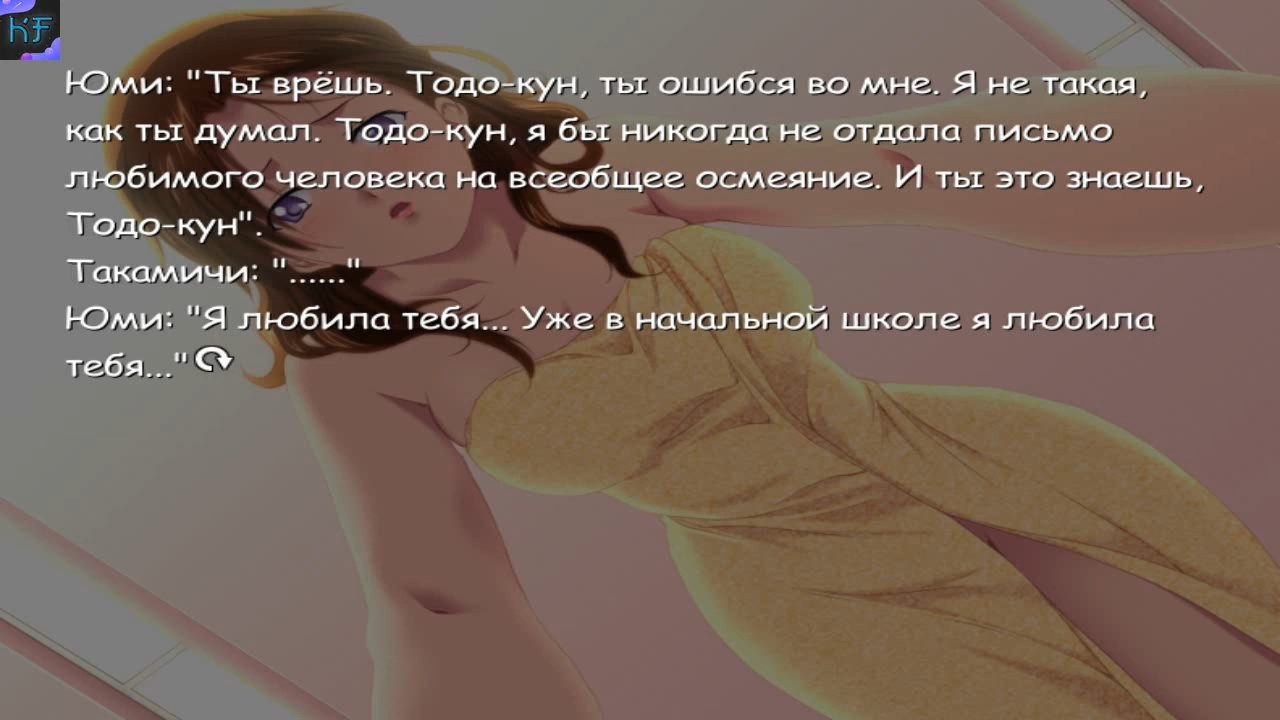 KF
Юми: "Ты врёшь. Тодо-кун, ты ошибся во мне. Я не такая,
как ты думал. Тодо-кун, я бы никогда не отдала письмо
любимого человека на всеобщее осмеяние. И ты это знаешь,
Тодо-кун".
Такамичи: "......"
Юми: "Я любила тебя... Уже в начальной школе я любила
тебя..."